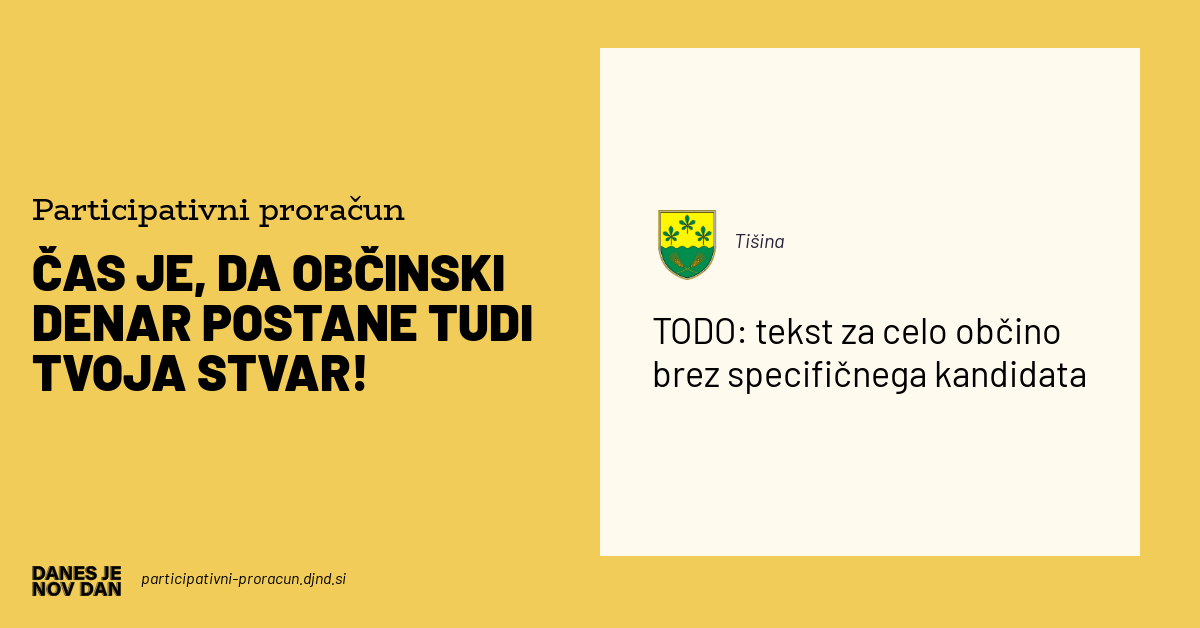 Participativni proračun
ČAS JE, DA OBČINSKI
DENAR POSTANE TUDI
TVOJA STVAR!
DANES JE
NOV DAN
participativni-proracun.djnd.si
Tišina
TODO: tekst za celo občino
brez specifičnega kandidata